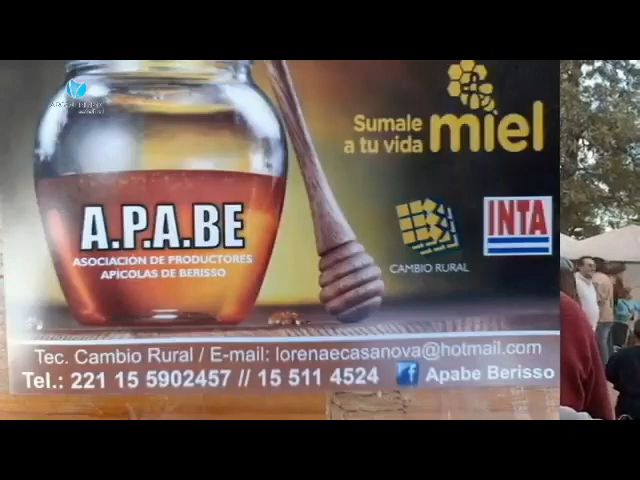 Sumale
a tu vida
miel
A.P.A.BE
ASOCIACIÓN DE PRODUCTORES
APÍCOLAS DE BERISSO
CAMBIO RURAL
INTA
Tec. Cambio Rural / E-mail: lorenaecasanova@hotmail.com
Tel.: 221 15 5902457 // 15 511 4524 f Apabe Berisso